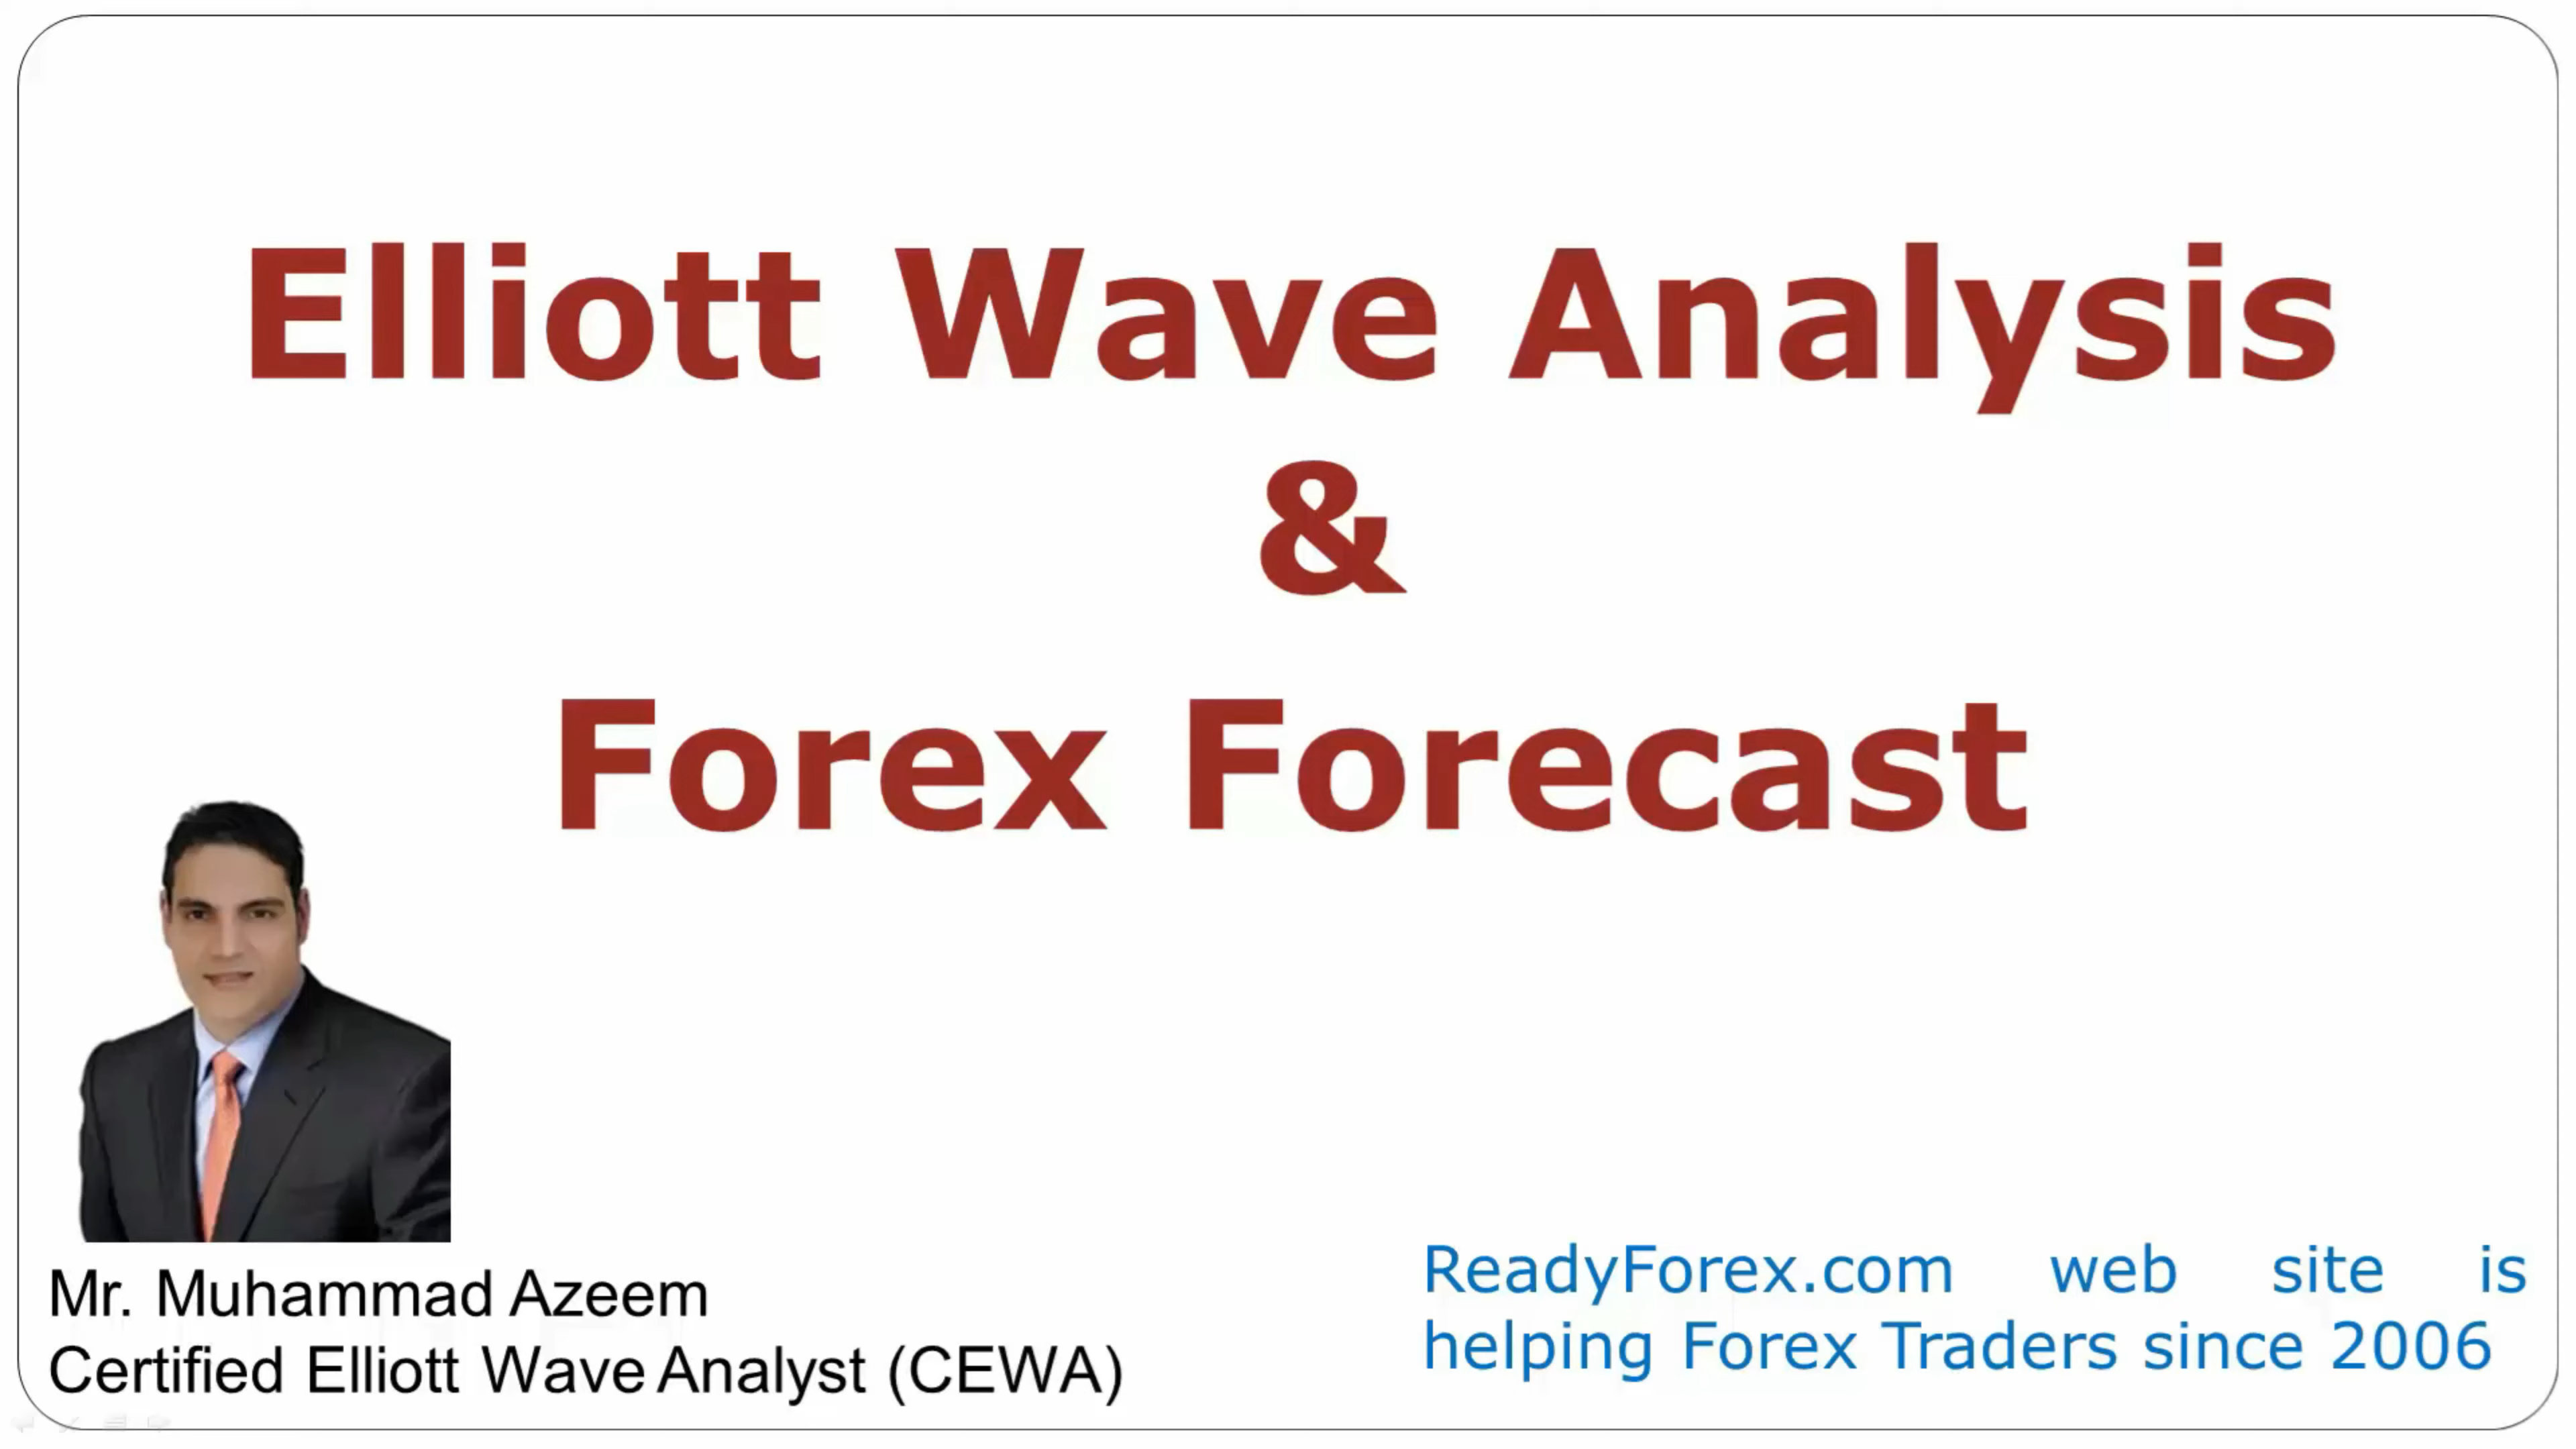 Elliott Wave Analysis
&
Forex Forecast
Mr. Muhammad Azeem
Certified Elliott Wave Analyst (CEWA)
ReadyForex.com web site is
helping Forex Traders since 2006